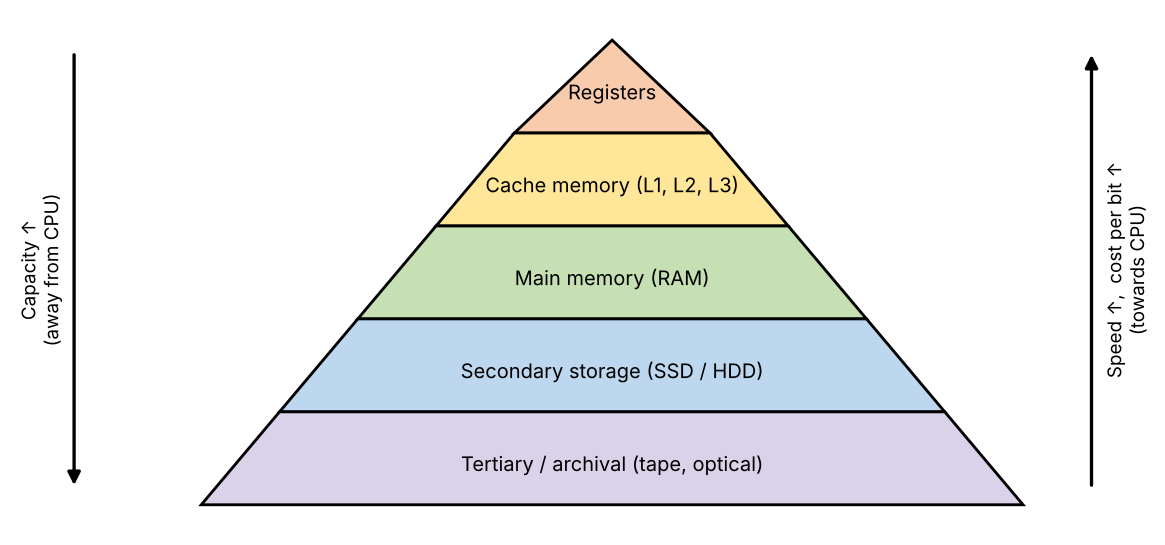 Registers
Cache memory (L1, L2, L3)
Main memory (RAM)
Secondary storage (SSD / HDD)
Tertiary / archival (tape, optical)
Capacity ↑
(away from CPU)
Speed ↑, cost per bit ↑
(towards CPU)